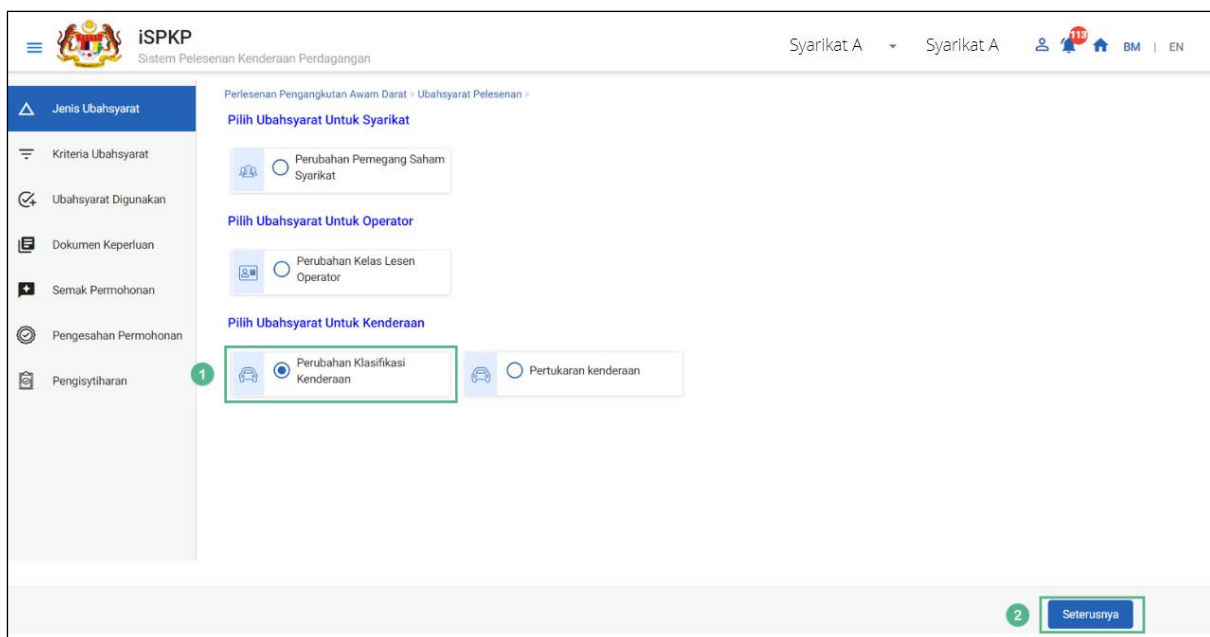 iSPKP
Sistem Pelesenan Kenderaan Perdagangan
Syarikat A
Syarikat A
113
BM | EN
Jenis Ubahsyarat
Kriteria Ubahsyarat
Ubahsyarat Digunakan
Dokumen Keperluan
Semak Permohonan
Pengesahan Permohonan
Pengisytiharan
Perlesenan Pengangkutan Awam Darat > Ubahsyarat Pelesenan >
Pilih Ubahsyarat Untuk Syarikat
Perubahan Pemegang Saham
Syarikat
Pilih Ubahsyarat Untuk Operator
Perubahan Kelas Lesen
Operator
Pilih Ubahsyarat Untuk Kenderaan
1
Perubahan Klasifikasi
Kenderaan
Pertukaran kenderaan
2
Seterusnya